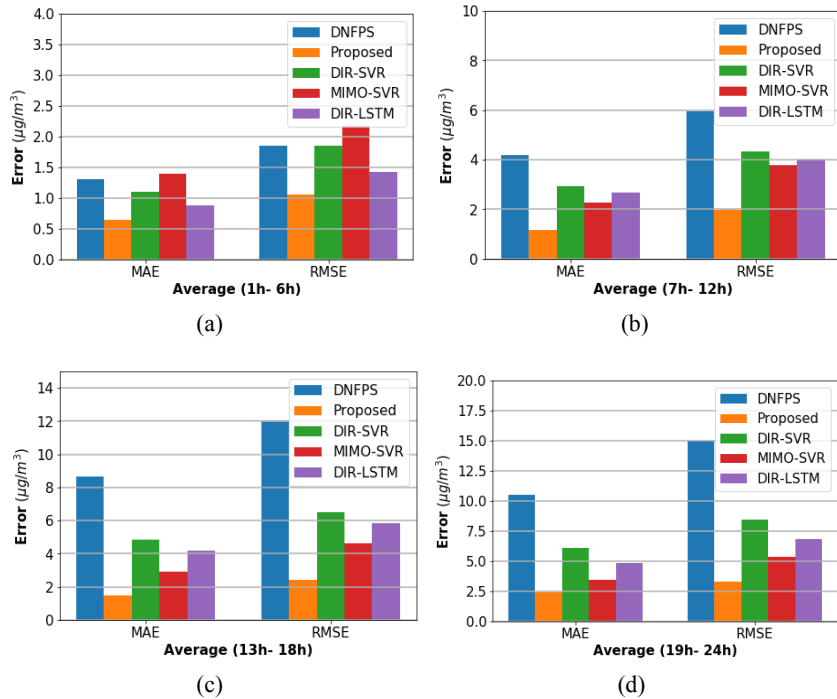 4.0
3.5
3.0
2.5
2.0
1.5
1.0
0.5
0.0
Error (μg/m³)
DNFPS
Proposed
DIR-SVR
MIMO-SVR
DIR-LSTM
MAE
RMSE
Average (1h- 6h)
(a)
10
8
6
4
2
0
Error (μg/m³)
DNFPS
Proposed
DIR-SVR
MIMO-SVR
DIR-LSTM
MAE
RMSE
Average (7h- 12h)
(b)
14
12
10
8
6
4
2
0
Error (μg/m³)
DNFPS
Proposed
DIR-SVR
MIMO-SVR
DIR-LSTM
MAE
RMSE
Average (13h- 18h)
(c)
20.0
17.5
15.0
12.5
10.0
7.5
5.0
2.5
0.0
Error (μg/m³)
DNFPS
Proposed
DIR-SVR
MIMO-SVR
DIR-LSTM
MAE
RMSE
Average (19h- 24h)
(d)